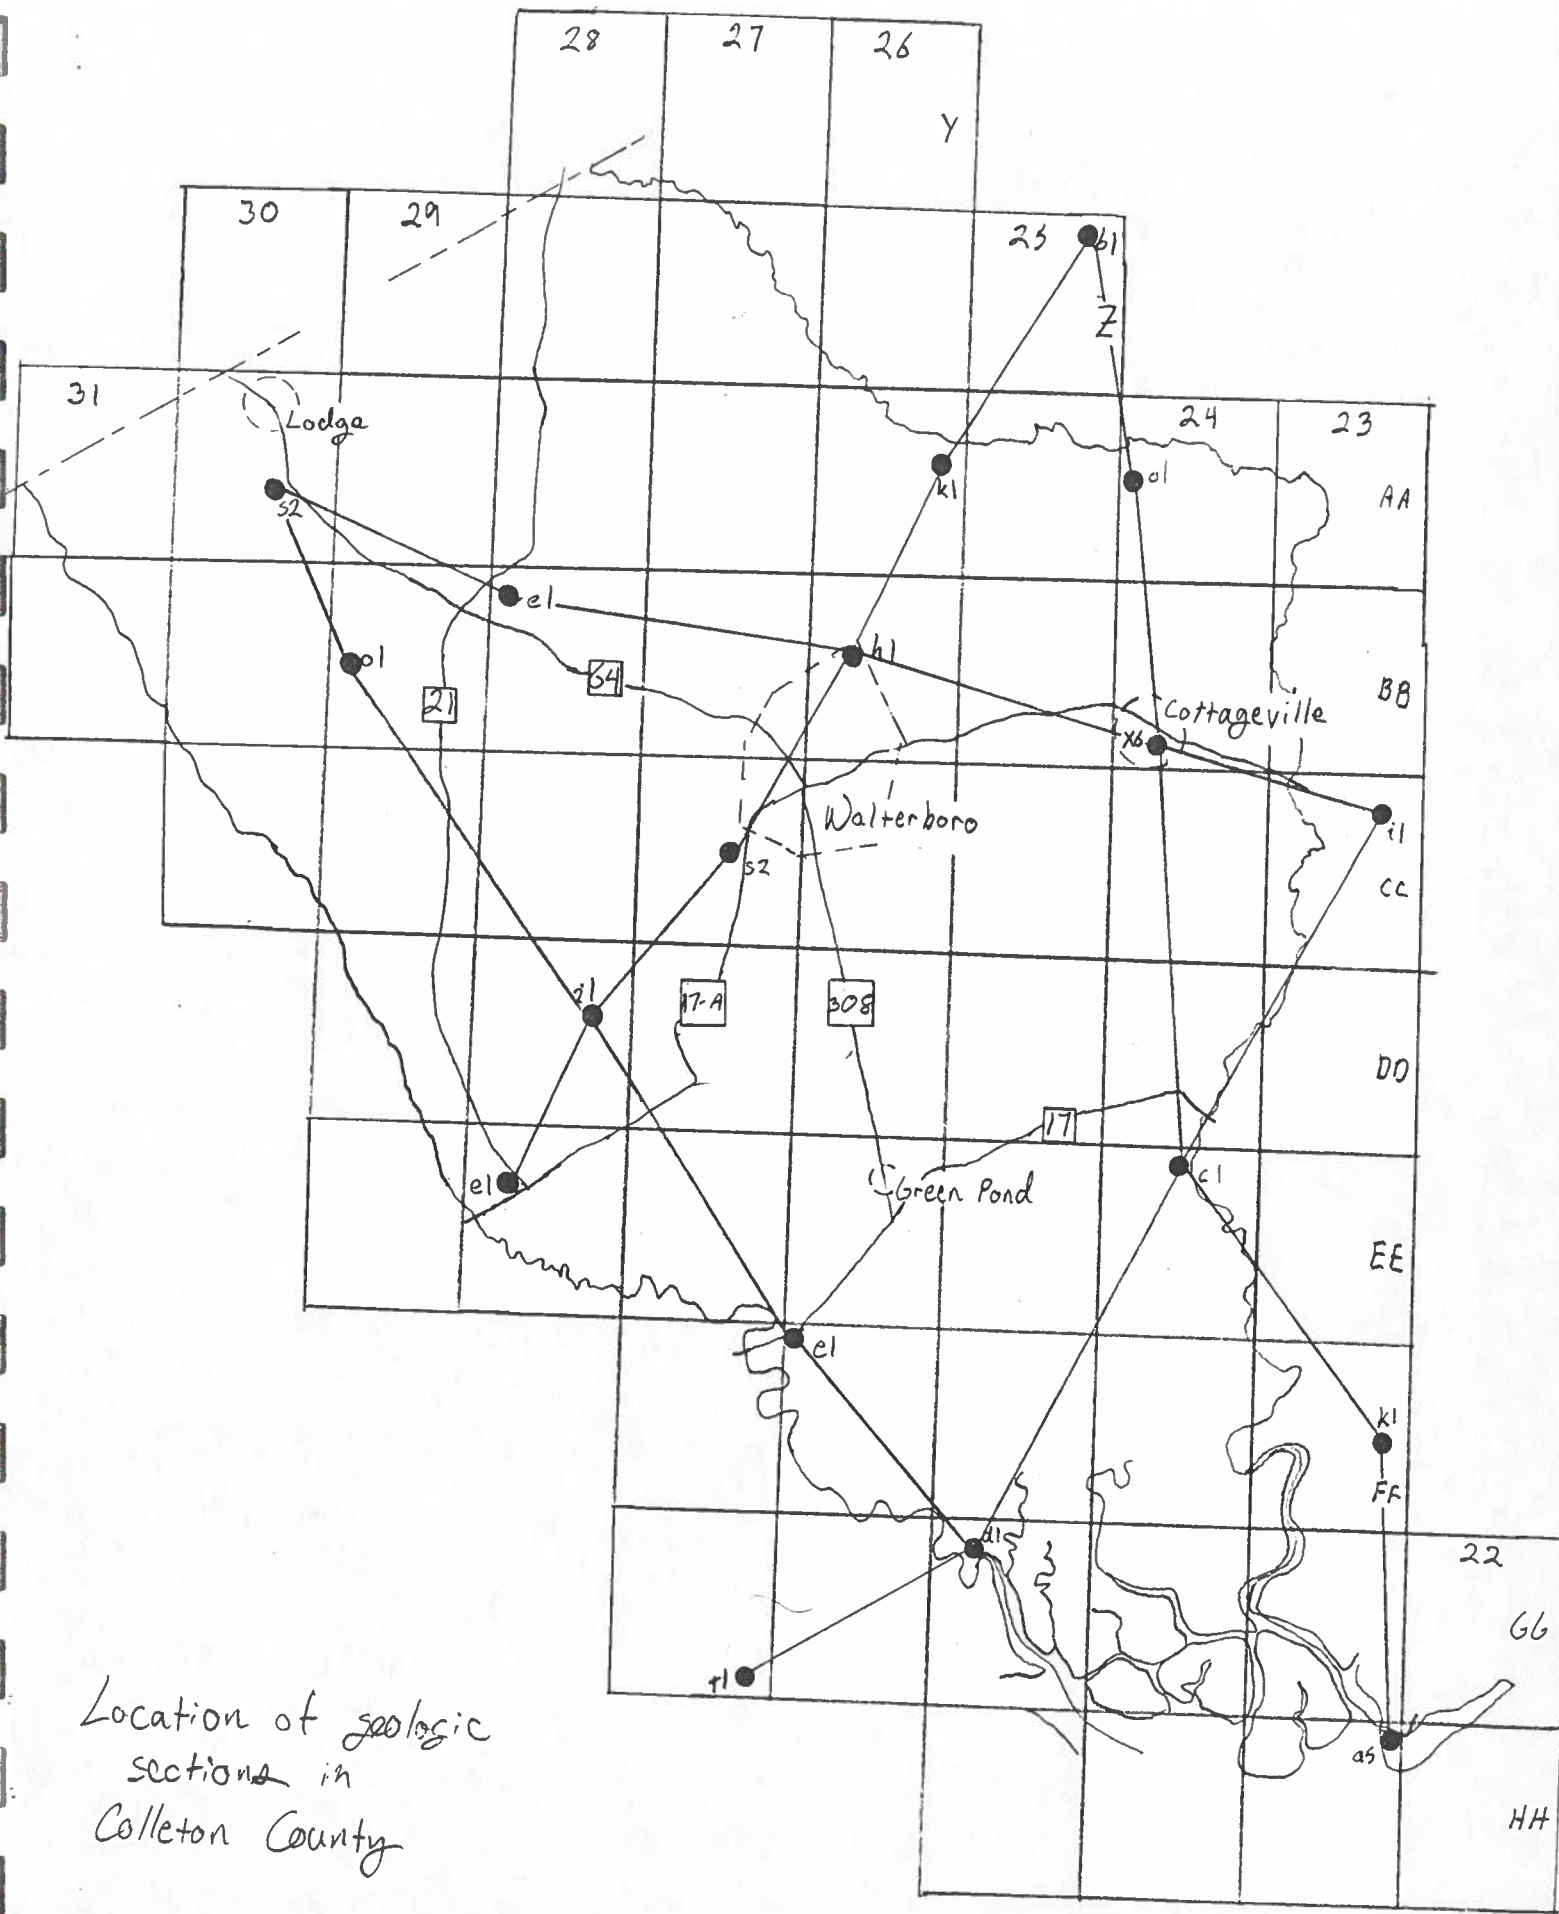 28
27
26
Y
30
29
25
b1
Z
31
Lodge
24
23
s2
k1
o1
AA
e1
o1
h1
64
21
BB
Cottageville
x6
Walterboro
i1
s2
CC
i1
17-A
308
DD
17
e1
Green Pond
c1
EE
e1
k1
FF
d1
22
GG
r1
a5
HH
Location of geologic
sections in
Colleton County